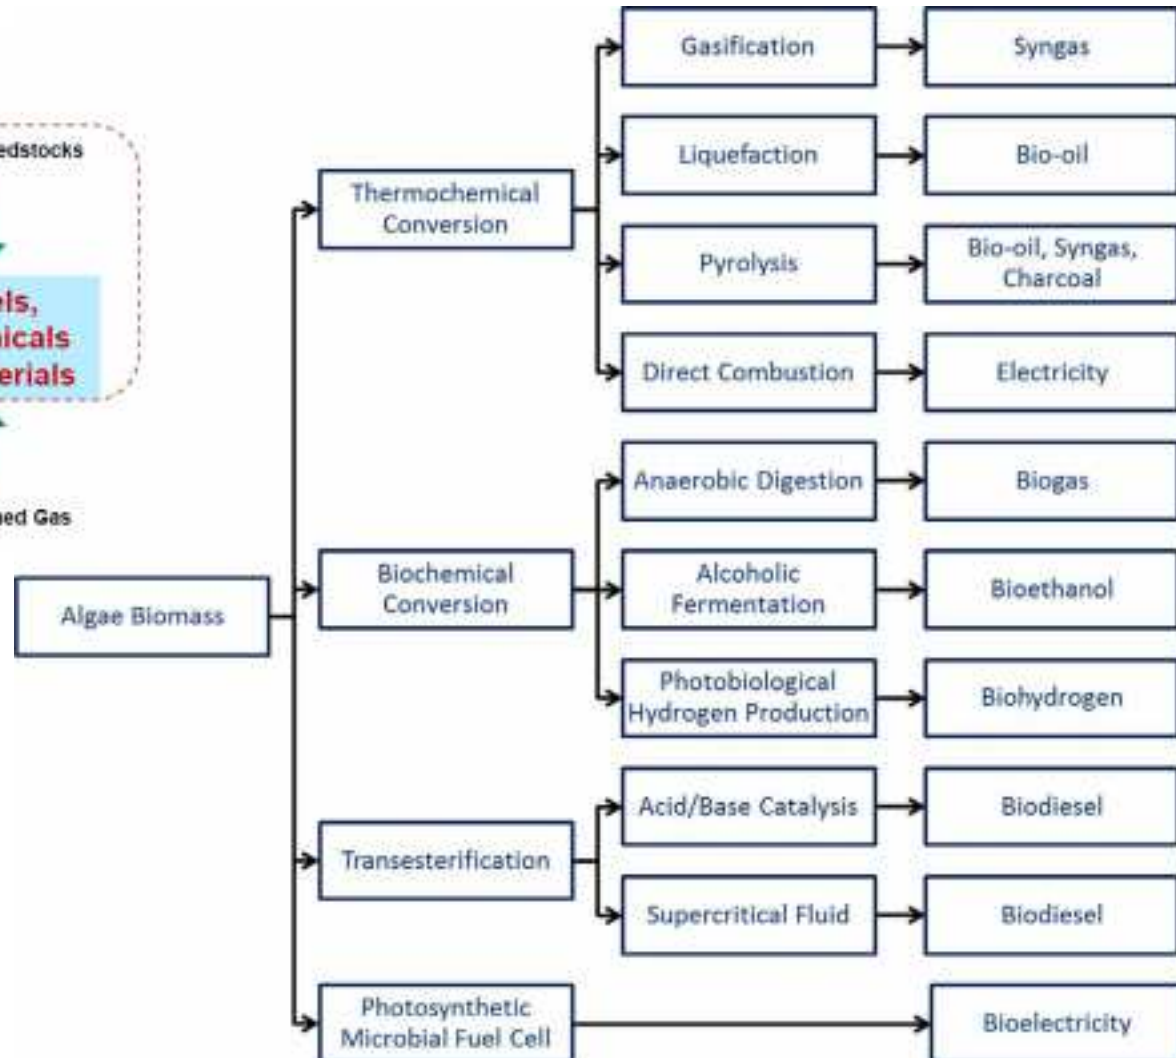 Gasification
Syngas
Liquefaction
Bio-oil
Thermochemical
Conversion
Pyrolysis
Bio-oil, Syngas,
Charcoal
Direct Combustion
Electricity
Anaerobic Digestion
Biogas
Algae Biomass
Biochemical
Conversion
Alcoholic
Fermentation
Bioethanol
Photobiological
Hydrogen Production
Biohydrogen
Transesterification
Acid/Base Catalysis
Biodiesel
Supercritical Fluid
Biodiesel
Photosynthetic
Microbial Fuel Cell
Bioelectricity
Gas